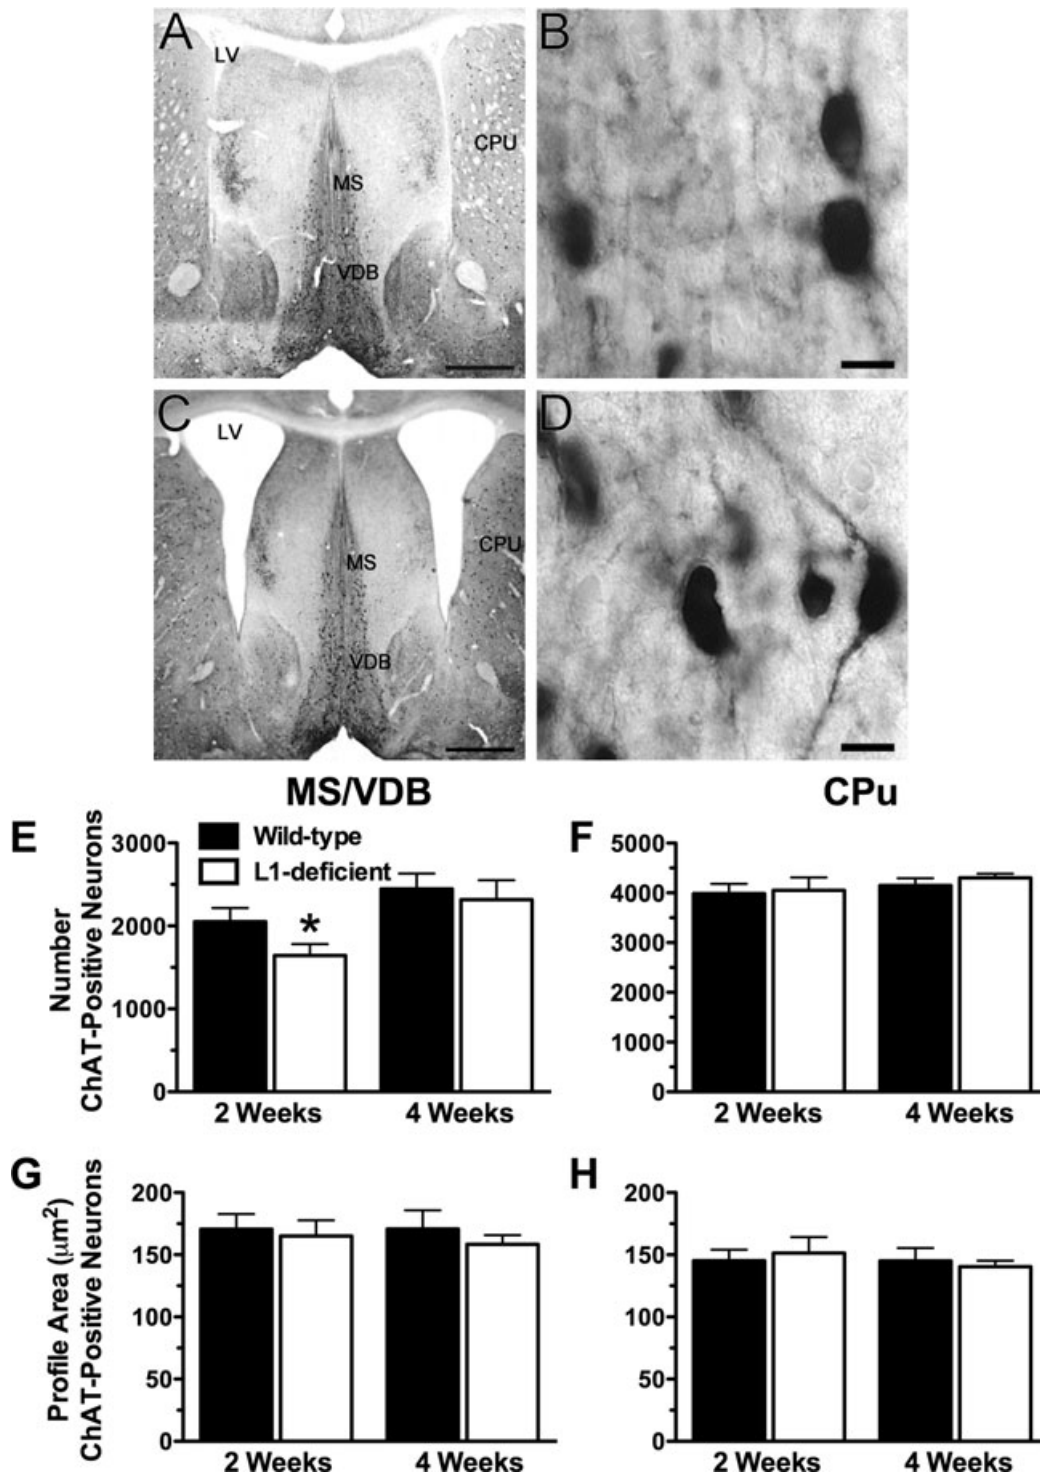 A
LV
CPU
MS
VDB
B
C
LV
CPU
MS
VDB
D
MS/VDB
CPu
E
Number
ChAT-Positive Neurons
3000
2000
1000
0
Wild-type
L1-deficient
*
2 Weeks
4 Weeks
F
5000
4000
3000
2000
1000
0
2 Weeks
4 Weeks
G
Profile Area (μm²)
ChAT-Positive Neurons
200
150
100
50
0
2 Weeks
4 Weeks
H
200
150
100
50
0
2 Weeks
4 Weeks